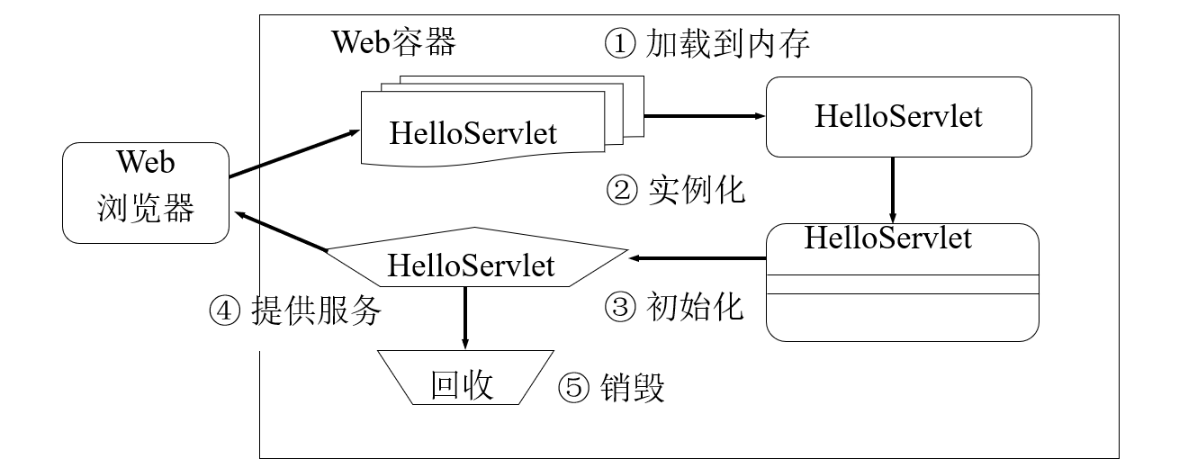 Web容器
① 加载到内存
HelloServlet
HelloServlet
Web
浏览器
② 实例化
HelloServlet
HelloServlet
④ 提供服务
③ 初始化
回收
⑤ 销毁